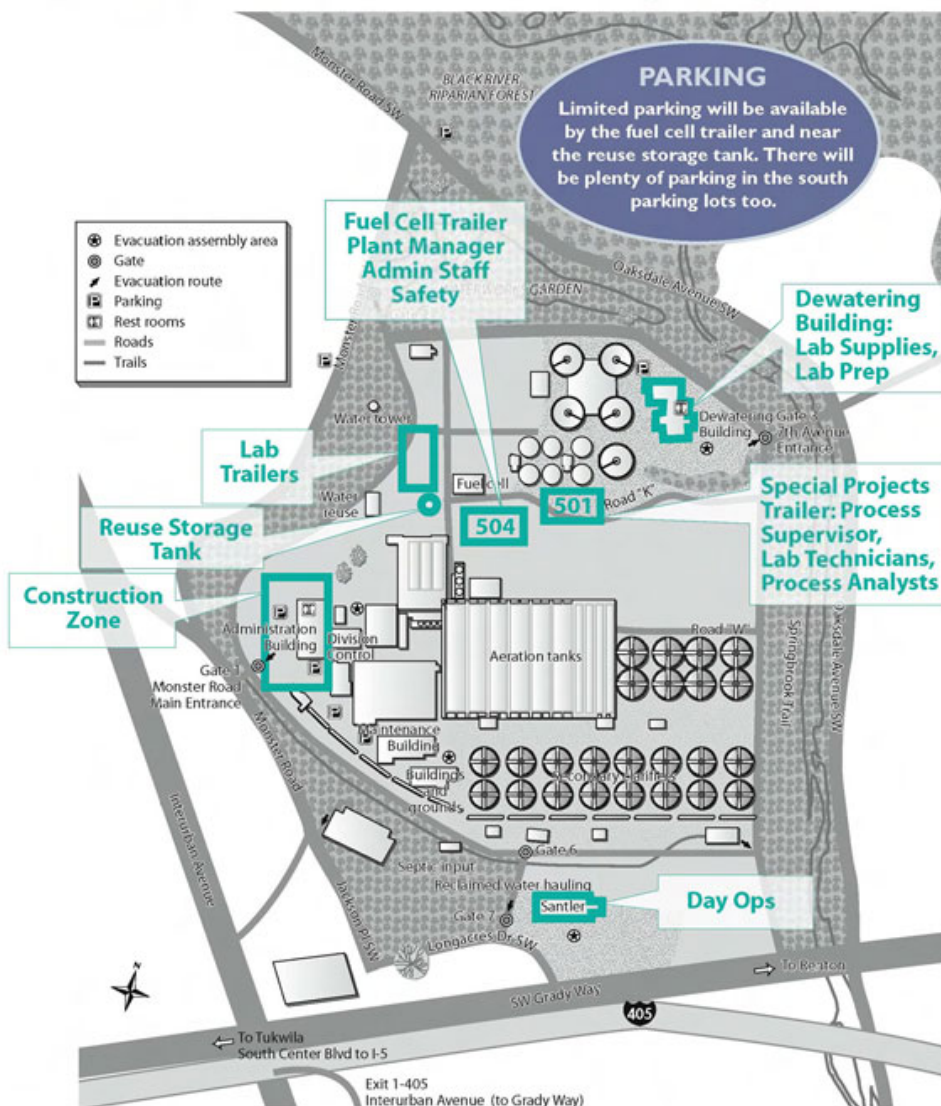 Monster Road SW
BLACK RIVER
RIPARIAN FOREST
PARKING
Limited parking will be available
by the fuel cell trailer and near
the reuse storage tank. There will
be plenty of parking in the south
parking lots too.
Evacuation assembly area
Gate
Evacuation route
P Parking
Rest rooms
Roads
Trails
Fuel Cell Trailer
Plant Manager
Admin Staff
Safety
GARDEN
Oaksdale Avenue SW
Dewatering
Building:
Lab Supplies,
Lab Prep
Monster Road
Water tower
Dewatering
Building
Gate 3
7th Avenue
Entrance
Lab
Trailers
Water
reuse
Fuel cell
504
501
Road "K"
Special Projects
Trailer: Process
Supervisor,
Lab Technicians,
Process Analysts
Reuse Storage
Tank
Construction
Zone
Administration
Building
Division
Control
Aeration tanks
Road "W"
Oaksdale Avenue SW
Springbrook Trail
Gate 1
Monster Road
Main Entrance
Monster Road
Maintenance
Building
Buildings
and
grounds
Secondary clarifiers
Interurban Avenue
Septic input
Gate 6
Reclaimed water hauling
Santler
Day Ops
Gate 7
Jackson Pl SW
Longacres Dr SW
N
To Renton
SW Grady Way
405
To Tukwila
South Center Blvd to I-5
Exit 1-405
Interurban Avenue (to Grady Way)